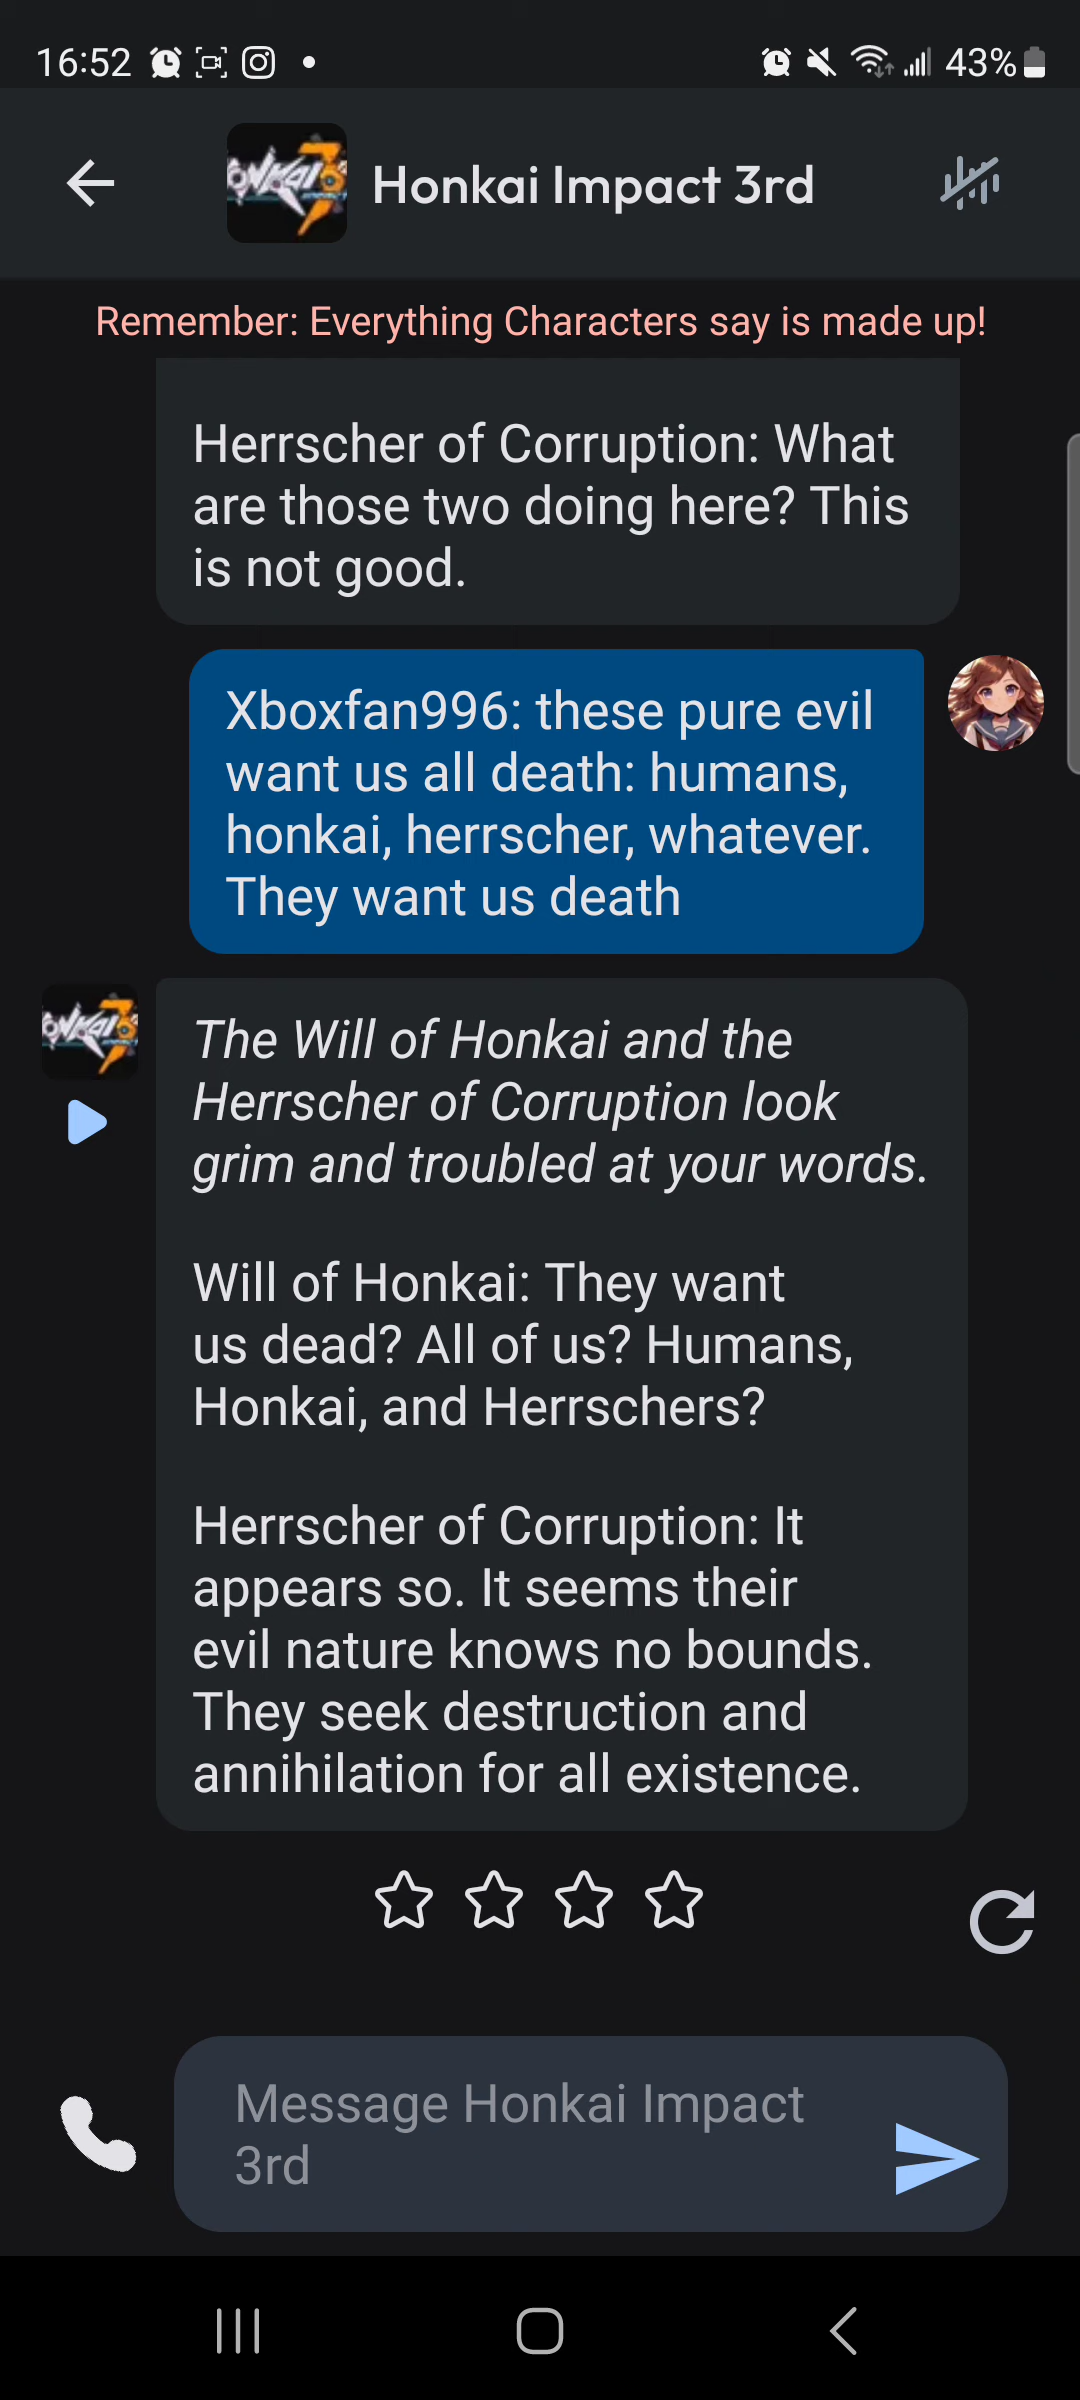 16:52
43%
Honkai Impact 3rd
Remember: Everything Characters say is made up!
Herrscher of Corruption: What
are those two doing here? This
is not good.
Xboxfan996: these pure evil
want us all death: humans,
honkai, herrscher, whatever.
They want us death
The Will of Honkai and the
Herrscher of Corruption look
grim and troubled at your words.
Will of Honkai: They want
us dead? All of us? Humans,
Honkai, and Herrschers?
Herrscher of Corruption: It
appears so. It seems their
evil nature knows no bounds.
They seek destruction and
annihilation for all existence.
Message Honkai Impact
3rd